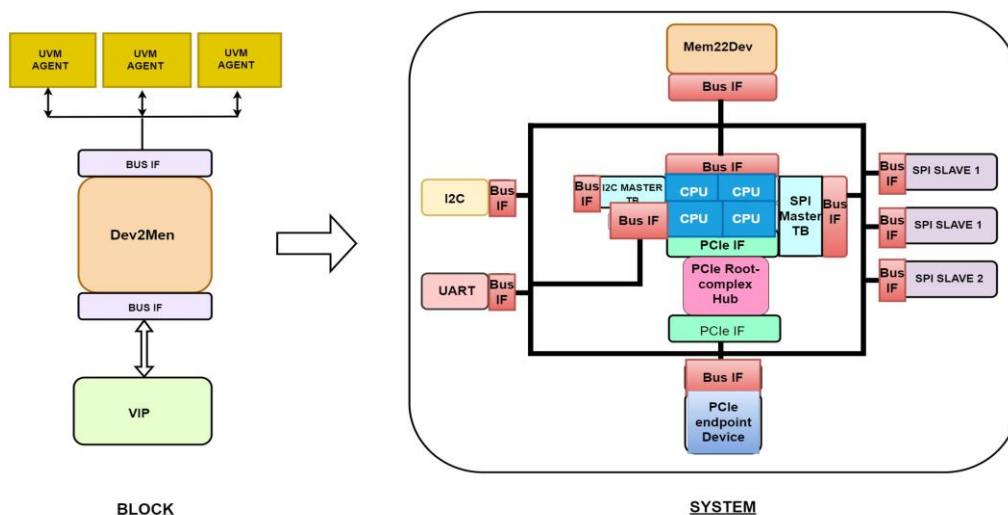 UVM
AGENT
UVM
AGENT
UVM
AGENT
BUS IF
Dev2Men
BUS IF
VIP
BLOCK
Mem22Dev
Bus IF
Bus IF
I2C
Bus
IF
Bus
IF
I2C MASTER
TB
CPU
CPU
Bus IF
CPU
CPU
SPI
Master
TB
Bus
IF
PCIe IF
PCIe Root-
complex
Hub
PCIe IF
UART
Bus
IF
Bus
IF
SPI SLAVE 1
Bus
IF
SPI SLAVE 1
Bus
IF
SPI SLAVE 2
Bus IF
PCIe
endpoint
Device
SYSTEM